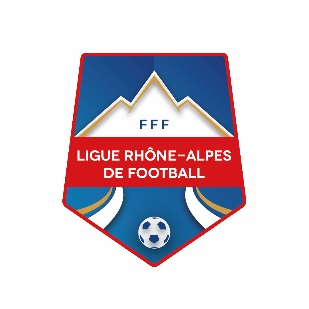 FFF
LIGUE RHÔNE-ALPES
DE FOOTBALL